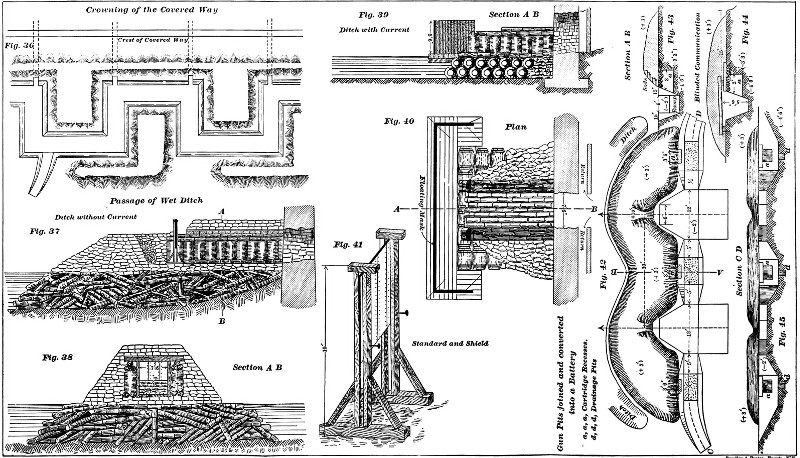 Crowning of the Covered Way
Fig. 36
Crest of Covered Way
Passage of Wet Ditch
Ditch without Current
A
Fig. 37
B
Fig. 38
Section A B
Fig. 39
Section A B
Ditch with Current
Fig. 40
Plan
Floating Mask
A
B
Return
Return
Fig. 41
Standard and Shield
Gun Pits joined and converted
into a Battery
a, a, a, Cartridge Recesses.
d, d, d, Drainage Pits
Fig. 42
Ditch
Ditch
A
A
B
A
D
C
Section A B
Fig. 43
Blinded Communication
Fig. 44
Section C D
Fig. 45